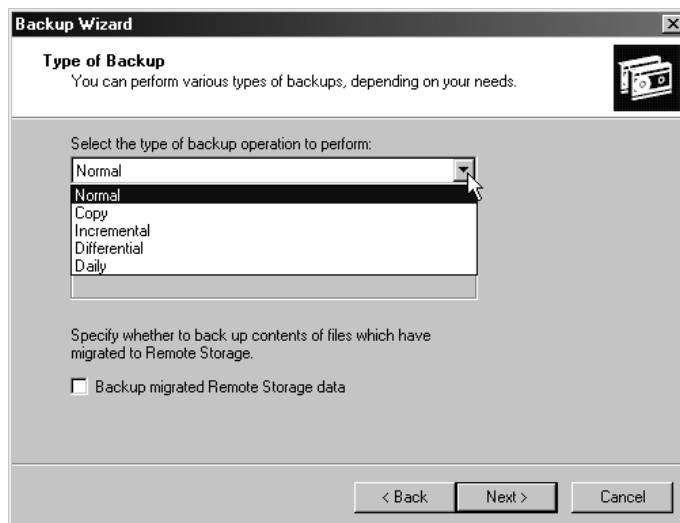 Backup Wizard
Type of Backup
You can perform various types of backups, depending on your needs.
Select the type of backup operation to perform:
Normal
Normal
Copy
Incremental
Differential
Daily
Specify whether to back up contents of files which have
migrated to Remote Storage.
Backup migrated Remote Storage data
< Back
Next >
Cancel